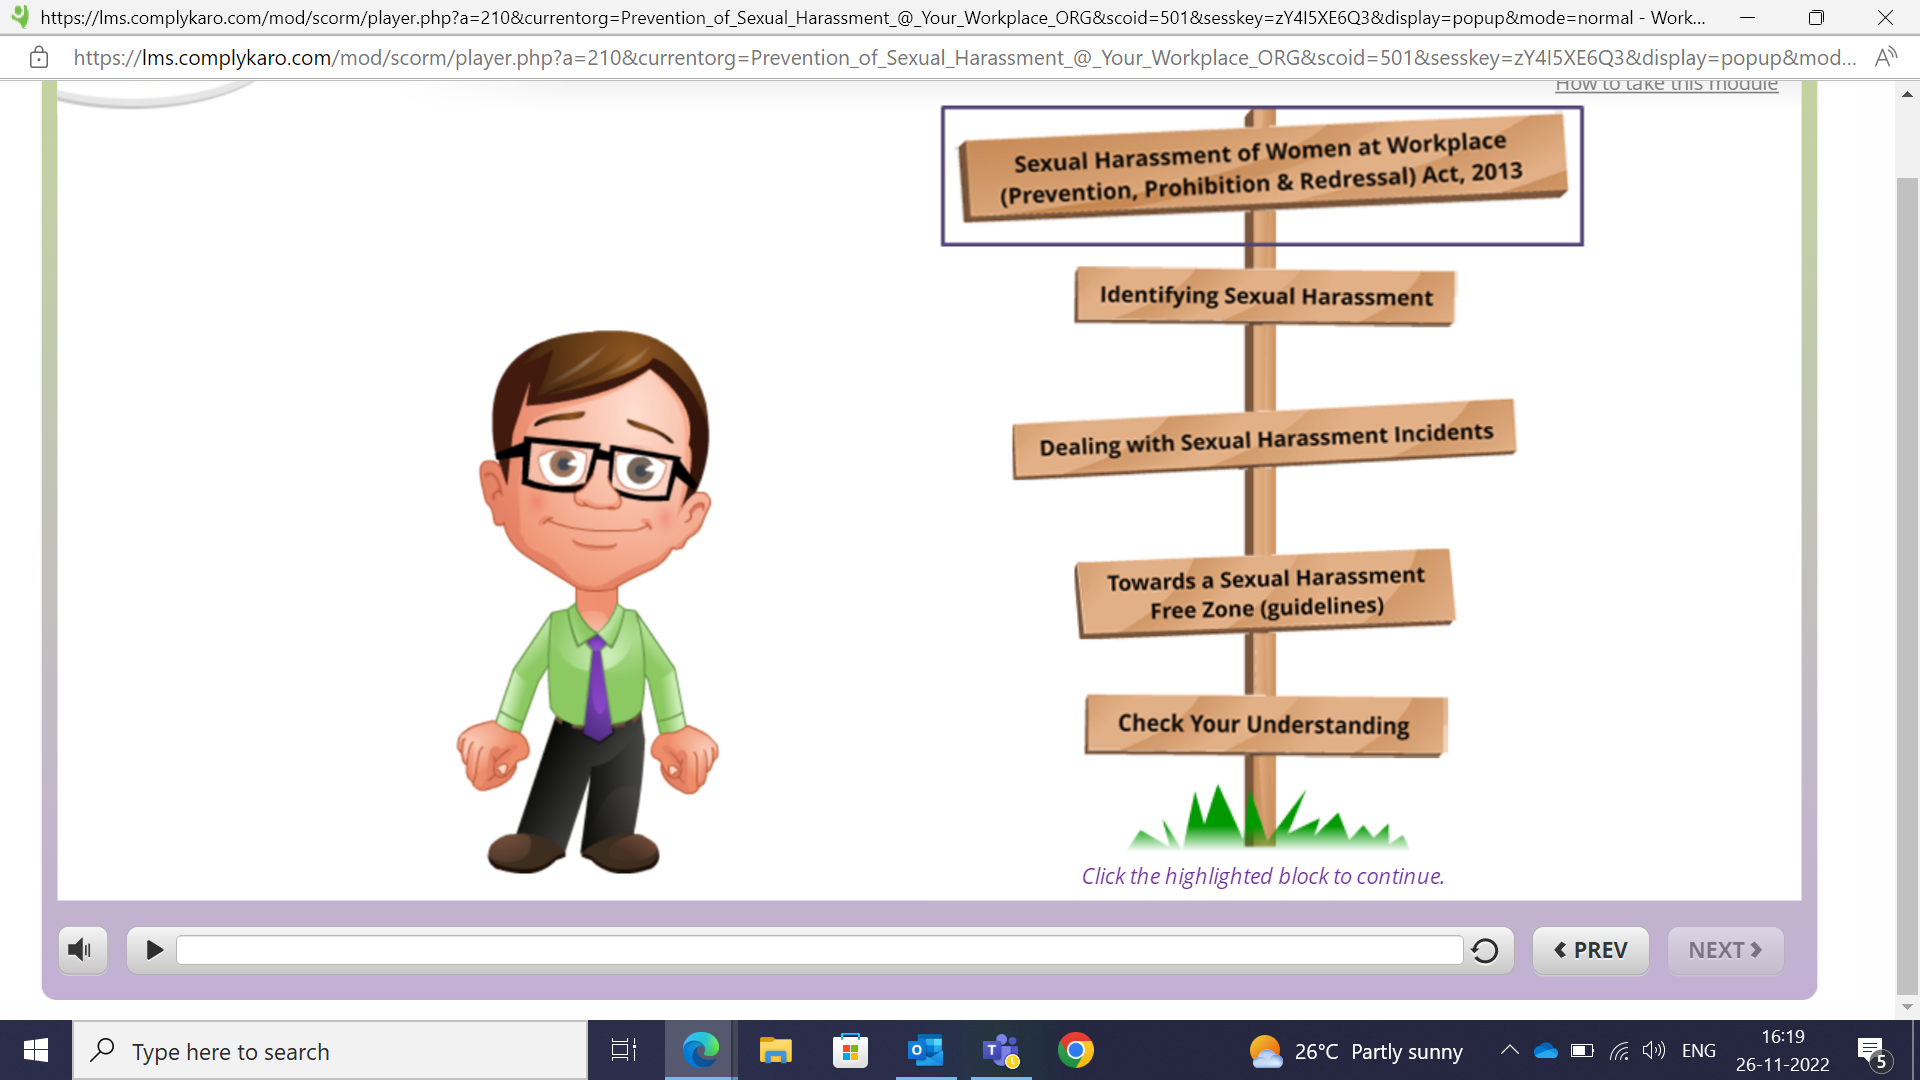 https://lms.complykaro.com/mod/scorm/player.php?a=210&currentorg=Prevention_of_Sexual_Harassment_@_Your_Workplace_ORG&scoid=501&sesskey=zY4I5XE6Q3&display=popup&mode=normal - Work...
https://lms.complykaro.com/mod/scorm/player.php?a=210&currentorg=Prevention_of_Sexual_Harassment_@_Your_Workplace_ORG&scoid=501&sesskey=zY4I5XE6Q3&display=popup&mod...
How to take this module
Sexual Harassment of Women at Workplace
(Prevention, Prohibition & Redressal) Act, 2013
Identifying Sexual Harassment
Dealing with Sexual Harassment Incidents
Towards a Sexual Harassment
Free Zone (guidelines)
Check Your Understanding
Click the highlighted block to continue.
PREV
NEXT
Type here to search
26°C Partly sunny
ENG
16:19
26-11-2022
5